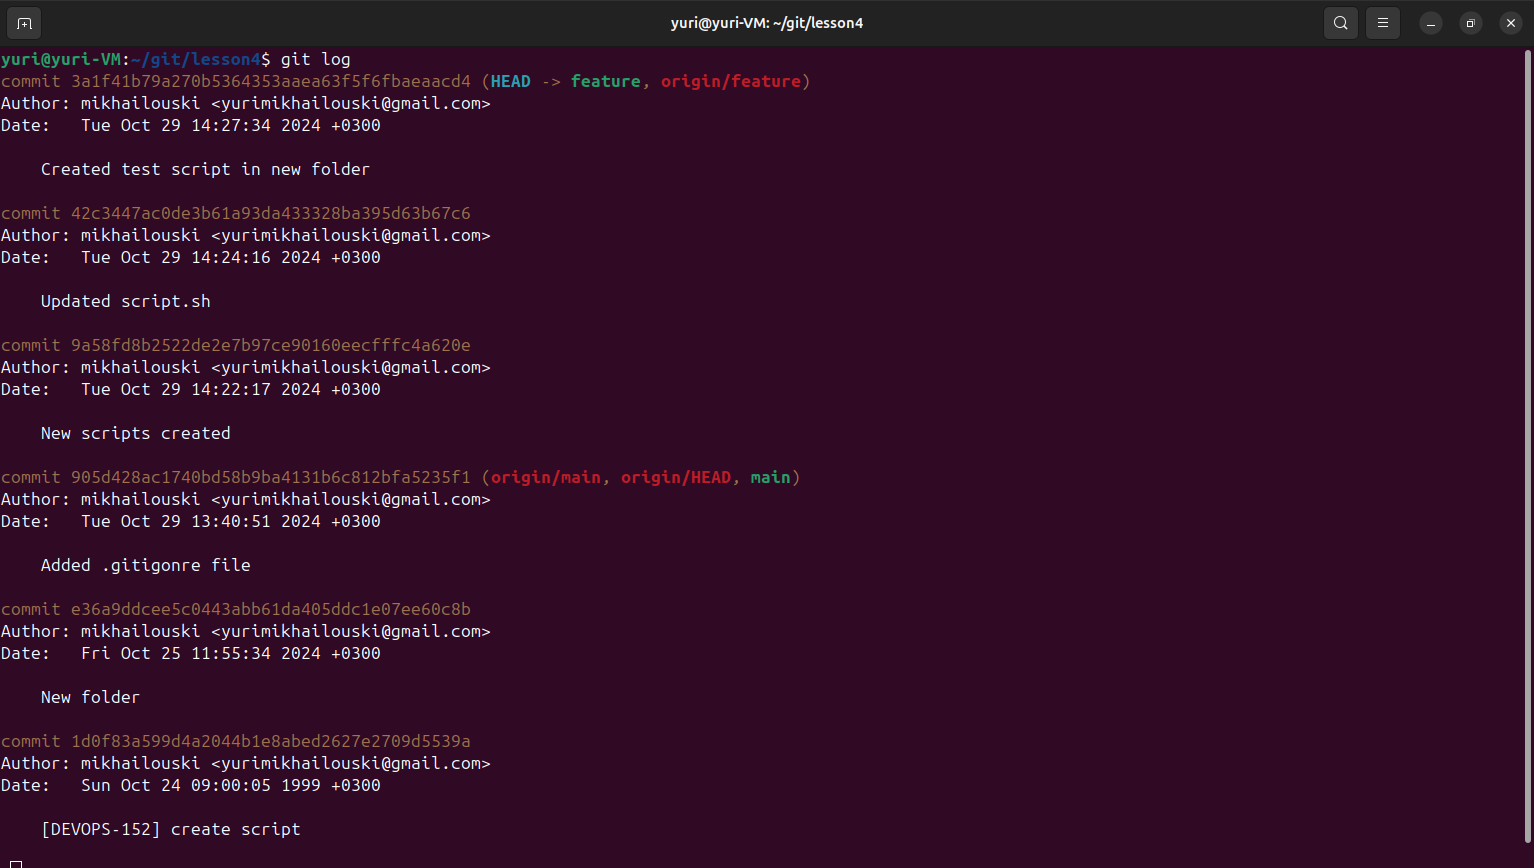 yuri@yuri-VM: ~/git/lesson4
yuri@yuri-VM:~/git/lesson4$ git log
commit 3a1f41b79a270b5364353aaea63f5f6fbaeaacd4 (HEAD -> feature, origin/feature)
Author: mikhailouski <yurimikhailouski@gmail.com>
Date:   Tue Oct 29 14:27:34 2024 +0300
    Created test script in new folder
commit 42c3447ac0de3b61a93da433328ba395d63b67c6
Author: mikhailouski <yurimikhailouski@gmail.com>
Date:   Tue Oct 29 14:24:16 2024 +0300
    Updated script.sh
commit 9a58fd8b2522de2e7b97ce90160eecfffc4a620e
Author: mikhailouski <yurimikhailouski@gmail.com>
Date:   Tue Oct 29 14:22:17 2024 +0300
    New scripts created
commit 905d428ac1740bd58b9ba4131b6c812bfa5235f1 (origin/main, origin/HEAD, main)
Author: mikhailouski <yurimikhailouski@gmail.com>
Date:   Tue Oct 29 13:40:51 2024 +0300
    Added .gitigonre file
commit e36a9ddcee5c0443abb61da405ddc1e07ee60c8b
Author: mikhailouski <yurimikhailouski@gmail.com>
Date:   Fri Oct 25 11:55:34 2024 +0300
    New folder
commit 1d0f83a599d4a2044b1e8abed2627e2709d5539a
Author: mikhailouski <yurimikhailouski@gmail.com>
Date:   Sun Oct 24 09:00:05 1999 +0300
    [DEVOPS-152] create script